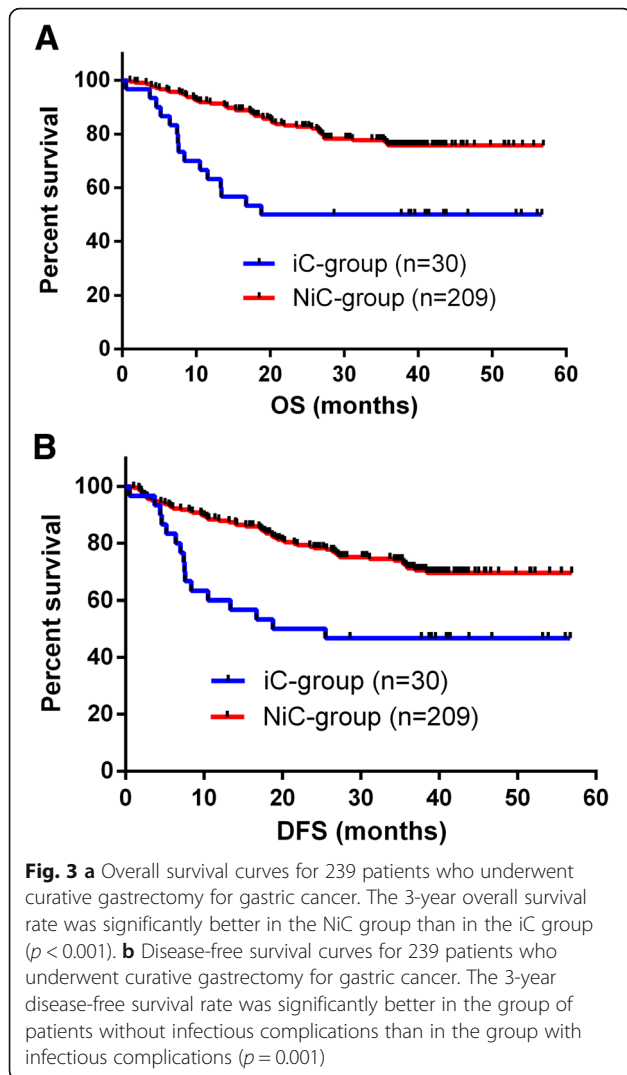 A
Percent survival
100
80
60
40
20
0
iC-group (n=30)
NiC-group (n=209)
0 10 20 30 40 50 60
OS (months)
B
Percent survival
100
80
60
40
20
0
iC-group (n=30)
NiC-group (n=209)
0 10 20 30 40 50 60
DFS (months)
Fig. 3 a Overall survival curves for 239 patients who underwent
curative gastrectomy for gastric cancer. The 3-year overall survival
rate was significantly better in the NiC group than in the iC group
(p < 0.001). b Disease-free survival curves for 239 patients who
underwent curative gastrectomy for gastric cancer. The 3-year
disease-free survival rate was significantly better in the group of
patients without infectious complications than in the group with
infectious complications (p = 0.001)